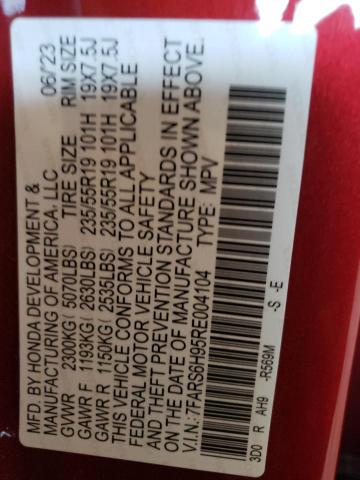 MFD. BY HONDA DEVELOPMENT &
MANUFACTURING OF AMERICA, LLC 06/23
GVWR 2300KG( 5070LBS) TIRE SIZE RIM SIZE
GAWR F 1193KG( 2630LBS) 235/55R19 101H 19X7.5J
GAWR R 1150KG( 2535LBS) 235/55R19 101H 19X7.5J
THIS VEHICLE CONFORMS TO ALL APPLICABLE
FEDERAL MOTOR VEHICLE SAFETY
AND THEFT PREVENTION STANDARDS IN EFFECT
ON THE DATE OF MANUFACTURE SHOWN ABOVE.
V.I.N.:7FARS6H95RE004104 TYPE: MPV
3D0 R AH9 -R569M -S -E